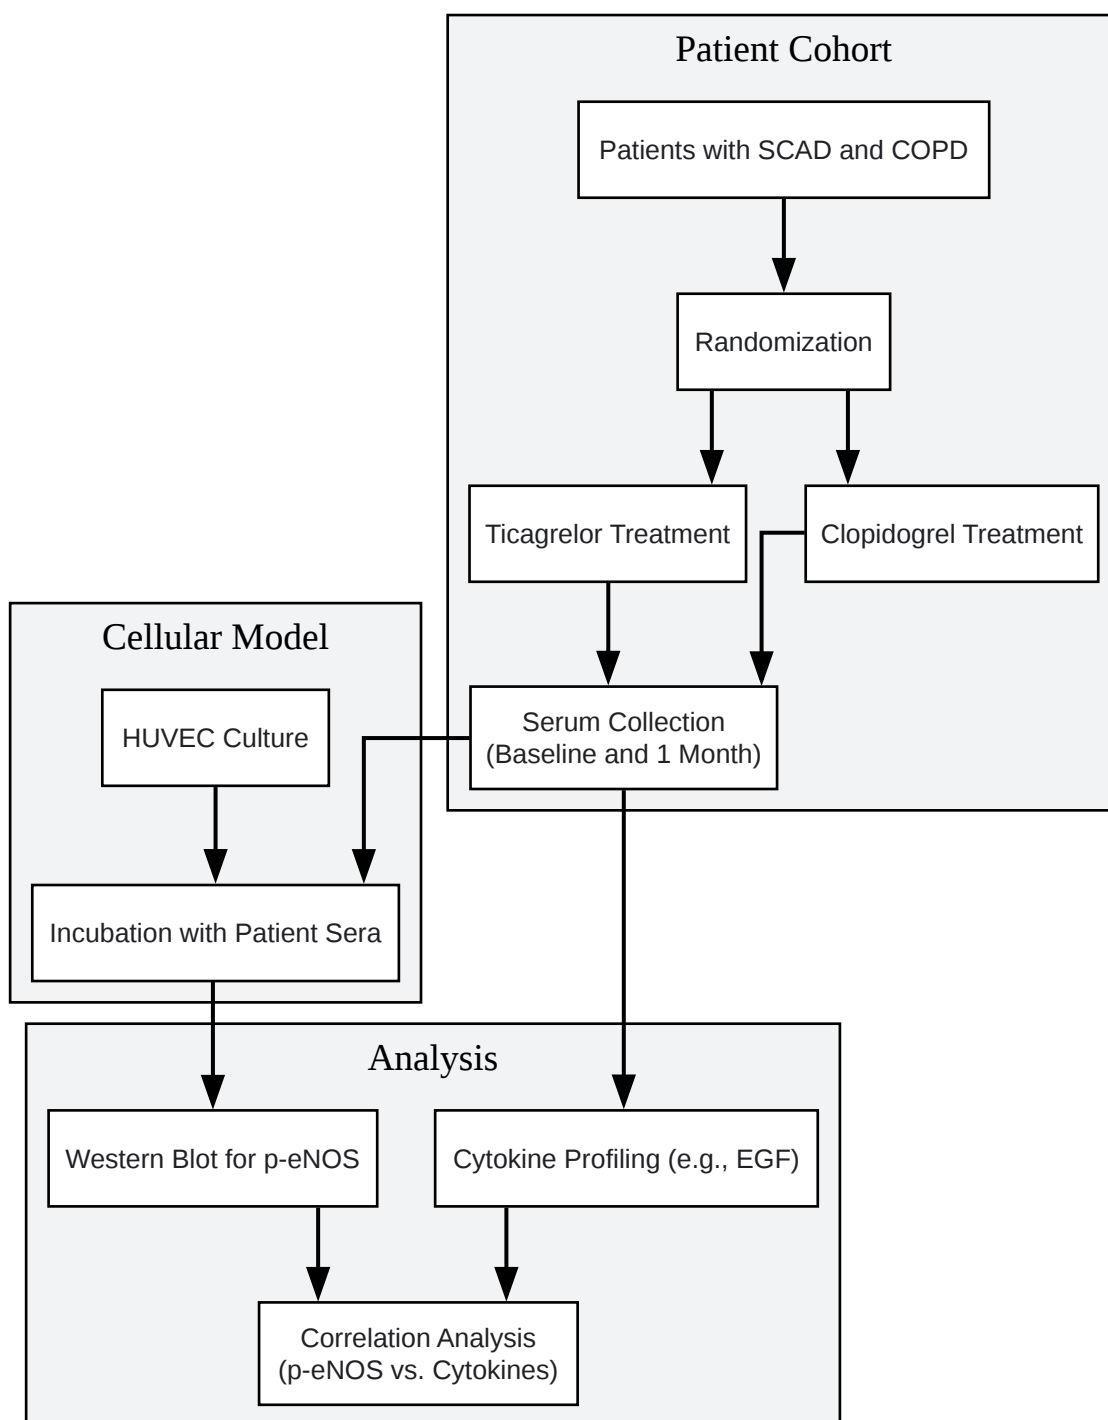 Patient Cohort
Patients with SCAD and COPD
Randomization
Ticagrelor Treatment
Clopidogrel Treatment
Serum Collection
(Baseline and 1 Month)
Cellular Model
HUVEC Culture
Incubation with Patient Sera
Analysis
Western Blot for p-eNOS
Cytokine Profiling (e.g., EGF)
Correlation Analysis
(p-eNOS vs. Cytokines)